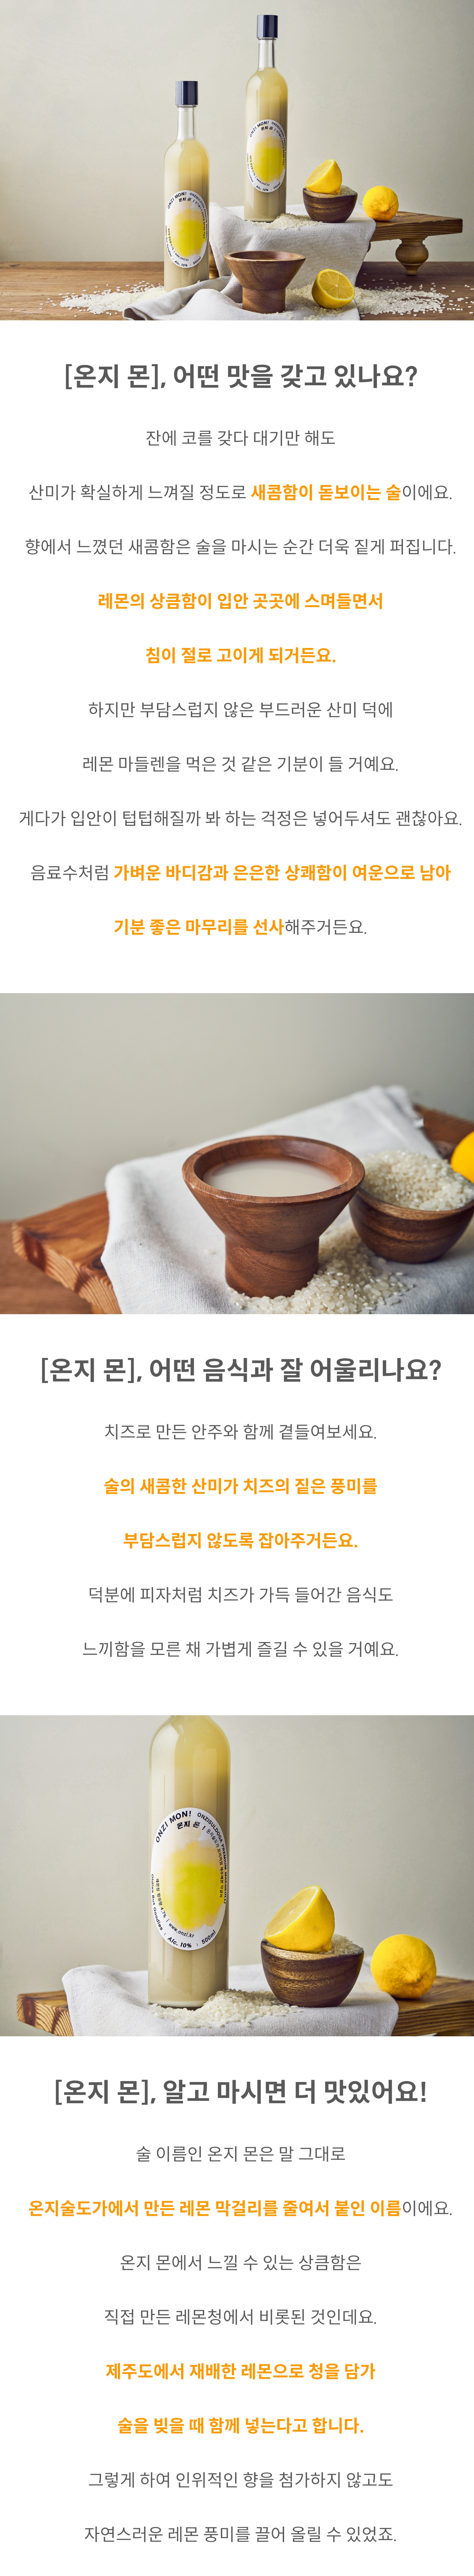 ONZI MON!
온지 몬
[온지 몬], 어떤 맛을 갖고 있나요?
잔에 코를 갖다 대기만 해도
산미가 확실하게 느껴질 정도로 새콤함이 돋보이는 술이에요.
향에서 느꼈던 새콤함은 술을 마시는 순간 더욱 짙게 퍼집니다.
레몬의 상큼함이 입안 곳곳에 스며들면서
침이 절로 고이게 되거든요.
하지만 부담스럽지 않은 부드러운 산미 덕에
레몬 마들렌을 먹은 것 같은 기분이 들 거예요.
게다가 입안이 텁텁해질까 봐 하는 걱정은 넣어두셔도 괜찮아요.
음료수처럼 가벼운 바디감과 은은한 상쾌함이 여운으로 남아
기분 좋은 마무리를 선사해주거든요.
[온지 몬], 어떤 음식과 잘 어울리나요?
치즈로 만든 안주와 함께 곁들여보세요.
술의 새콤한 산미가 치즈의 짙은 풍미를
부담스럽지 않도록 잡아주거든요.
덕분에 피자처럼 치즈가 가득 들어간 음식도
느끼함을 모른 채 가볍게 즐길 수 있을 거예요.
ONZI MON!
온지 몬
www.onzi.kr
Alc. 10% | 500ml
[온지 몬], 알고 마시면 더 맛있어요!
술 이름인 온지 몬은 말 그대로
온지술도가에서 만든 레몬 막걸리를 줄여서 붙인 이름이에요.
온지 몬에서 느낄 수 있는 상큼함은
직접 만든 레몬청에서 비롯된 것인데요.
제주도에서 재배한 레몬으로 청을 담가
술을 빚을 때 함께 넣는다고 합니다.
그렇게 하여 인위적인 향을 첨가하지 않고도
자연스러운 레몬 풍미를 끌어 올릴 수 있었죠.